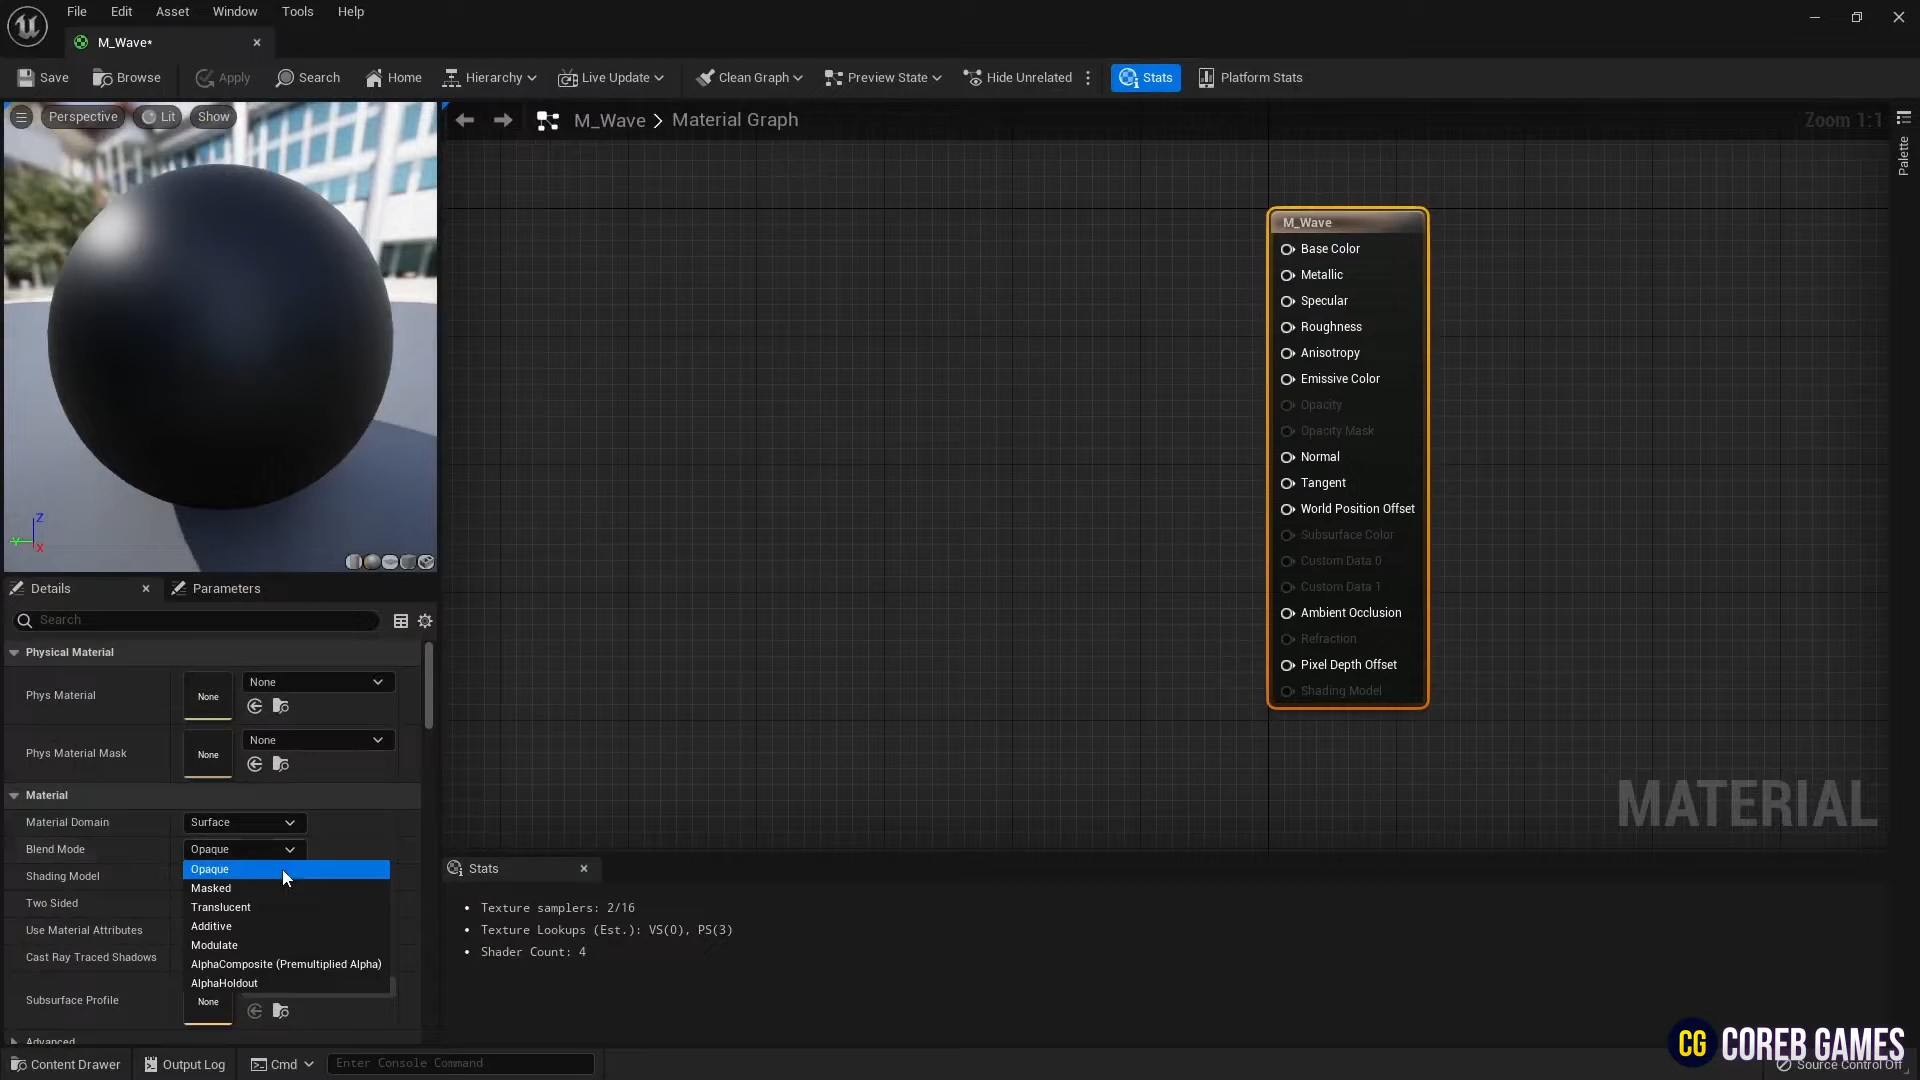 File Edit Asset Window Tools Help
M_Wave*
Save Browse Apply Search Home Hierarchy Live Update Clean Graph Preview State Hide Unrelated Stats Platform Stats
Perspective Lit Show
M_Wave > Material Graph
Zoom 1:1
Palette
M_Wave
Base Color
Metallic
Specular
Roughness
Anisotropy
Emissive Color
Opacity
Opacity Mask
Normal
Tangent
World Position Offset
Subsurface Color
Custom Data 0
Custom Data 1
Ambient Occlusion
Refraction
Pixel Depth Offset
Shading Model
MATERIAL
Z
Y
X
Details Parameters
Search
Physical Material
Phys Material None None
Phys Material Mask None None
Material
Material Domain Surface
Blend Mode Opaque
Shading Model
Two Sided
Use Material Attributes
Cast Ray Traced Shadows
Subsurface Profile None
Advanced
Opaque
Masked
Translucent
Additive
Modulate
AlphaComposite (Premultiplied Alpha)
AlphaHoldout
Stats
Texture samplers: 2/16
Texture Lookups (Est.): VS(0), PS(3)
Shader Count: 4
Content Drawer Output Log Cmd Enter Console Command
CG COREB GAMES
Source Control Off